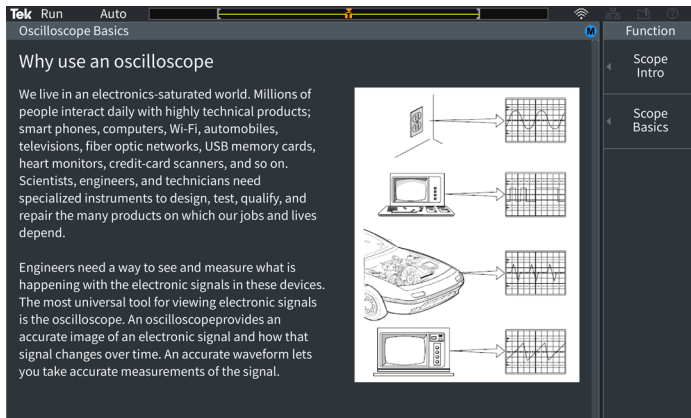 Tek Run Auto
Oscilloscope Basics
M
Function
Why use an oscilloscope
Scope
Intro
Scope
Basics
We live in an electronics-saturated world. Millions of
people interact daily with highly technical products;
smart phones, computers, Wi-Fi, automobiles,
televisions, fiber optic networks, USB memory cards,
heart monitors, credit-card scanners, and so on.
Scientists, engineers, and technicians need
specialized instruments to design, test, qualify, and
repair the many products on which our jobs and lives
depend.
Engineers need a way to see and measure what is
happening with the electronic signals in these devices.
The most universal tool for viewing electronic signals
is the oscilloscope. An oscilloscopeprovides an
accurate image of an electronic signal and how that
signal changes over time. An accurate waveform lets
you take accurate measurements of the signal.